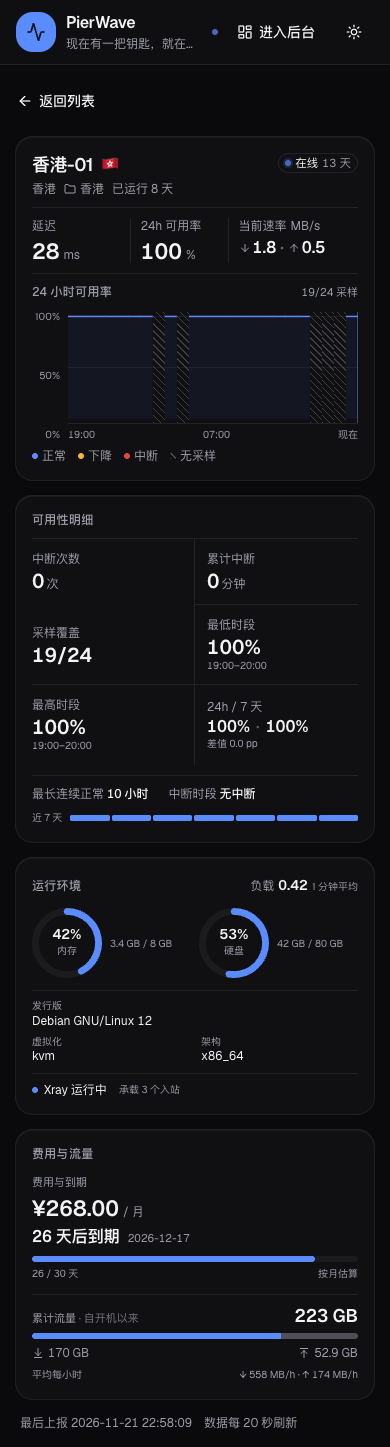 PierWave
现在有一把钥匙，就在…
进入后台
返回列表
香港-01 🇭🇰
在线 13 天
香港 香港 已运行 8 天
延迟
28 ms
24h 可用率
100 %
当前速率 MB/s
↓1.8 · ↑0.5
24 小时可用率
19/24 采样
100%
50%
0%
19:00
07:00
现在
正常 下降 中断 无采样
可用性明细
中断次数
0 次
累计中断
0 分钟
采样覆盖
19/24
最低时段
100%
19:00–20:00
最高时段
100%
19:00–20:00
24h / 7 天
100% · 100%
差值 0.0 pp
最长连续正常 10 小时 中断时段 无中断
近 7 天
运行环境
负载 0.42 1 分钟平均
42%
内存
3.4 GB / 8 GB
53%
硬盘
42 GB / 80 GB
发行版
Debian GNU/Linux 12
虚拟化
kvm
架构
x86_64
Xray 运行中 承载 3 个入站
费用与流量
费用与到期
¥268.00 / 月
26 天后到期 2026-12-17
26 / 30 天
按月估算
累计流量 · 自开机以来
223 GB
170 GB
52.9 GB
平均每小时
↓ 558 MB/h · ↑ 174 MB/h
最后上报 2026-11-21 22:58:09 数据每 20 秒刷新